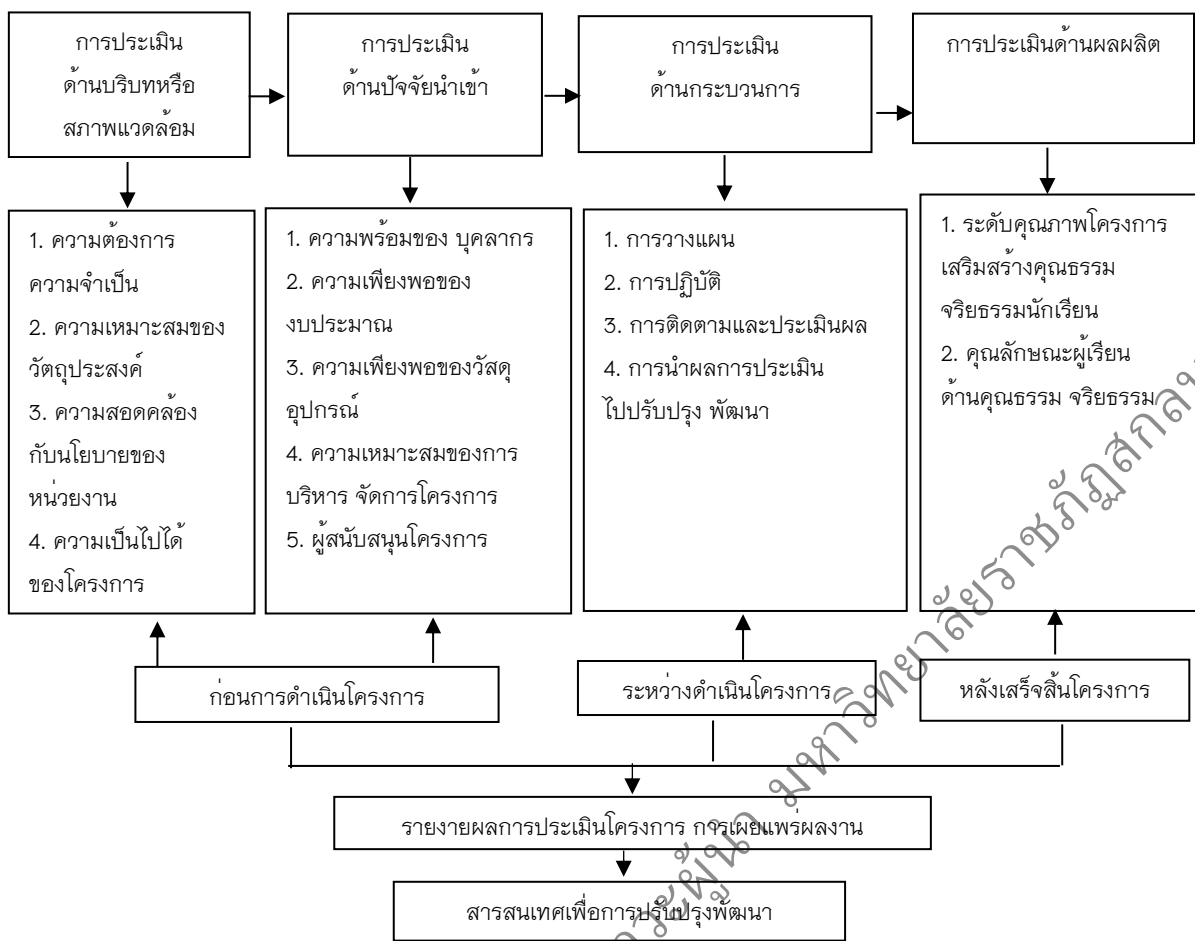 การประเมิน
ด้านบริบทหรือ
สภาพแวดล้อม
การประเมิน
ด้านปัจจัยนำเข้า
การประเมิน
ด้านกระบวนการ
การประเมินด้านผลผลิต
1. ความต้องการ
ความจำเป็น
2. ความเหมาะสมของ
วัตถุประสงค์
3. ความสอดคล้อง
กับนโยบายของ
หน่วยงาน
4. ความเป็นไปได้
ของโครงการ
1. ความพร้อมของ บุคลากร
2. ความเพียงพอของ
งบประมาณ
3. ความเพียงพอของวัสดุ
อุปกรณ์
4. ความเหมาะสมของการ
บริหาร จัดการโครงการ
5. ผู้สนับสนุนโครงการ
1. การวางแผน
2. การปฏิบัติ
3. การติดตามและประเมินผล
4. การนำผลการประเมิน
ไปปรับปรุง พัฒนา
1. ระดับคุณภาพโครงการ
เสริมสร้างคุณธรรม
จริยธรรมนักเรียน
2. คุณลักษณะผู้เรียน
ด้านคุณธรรม จริยธรรม
ก่อนการดำเนินโครงการ
ระหว่างดำเนินโครงการ
หลังเสร็จสิ้นโครงการ
รายงายผลการประเมินโครงการ การเผยแพร่ผลงาน
สารสนเทศเพื่อการปรับปรุงพัฒนา
มหาวิทยาลัยราชภัฏสกลน